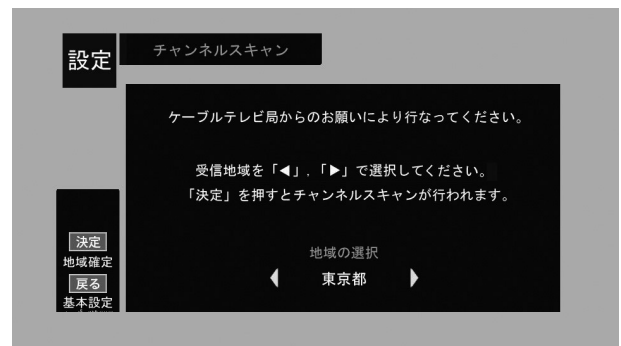 設定
チャンネルスキャン
ケーブルテレビ局からのお願いにより行なってください。
受信地域を「◀」,「▶」で選択してください。
「決定」を押すとチャンネルスキャンが行われます。
地域の選択
◀ 東京都 ▶
決定
地域確定
戻る
基本設定